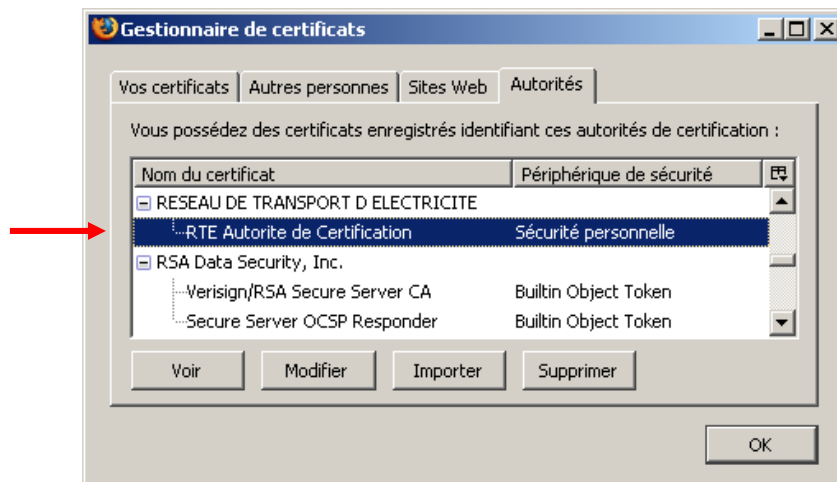 Gestionnaire de certificats
Vos certificats Autres personnes Sites Web Autorités
Vous possédez des certificats enregistrés identifiant ces autorités de certification :
Nom du certificat Périphérique de sécurité
RESEAU DE TRANSPORT D ELECTRICITE
RTE Autorite de Certification Sécurité personnelle
RSA Data Security, Inc.
Verisign/RSA Secure Server CA Builtin Object Token
Secure Server OCSP Responder Builtin Object Token
Voir Modifier Importer Supprimer
OK